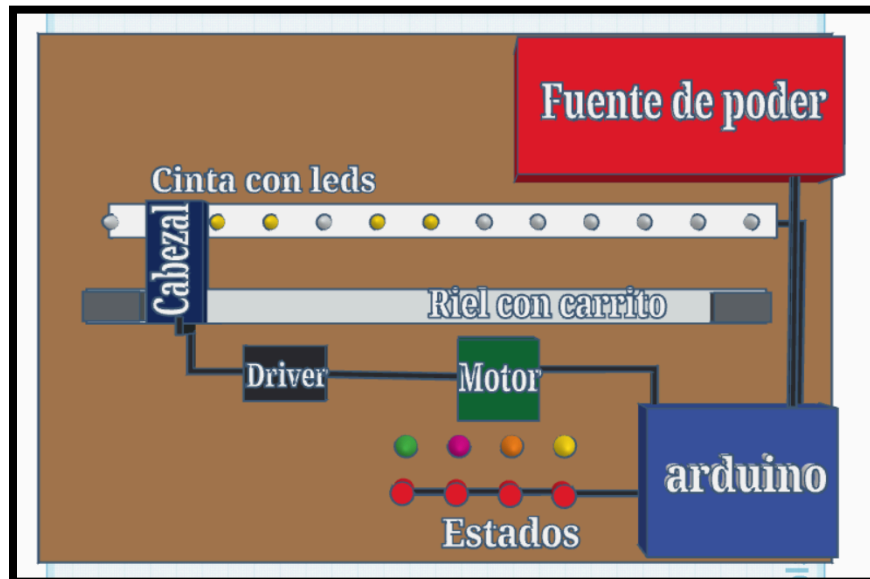 Fuente de poder
Cinta con leds
Cabezal
Riel con carrito
Driver
Motor
arduino
Estados